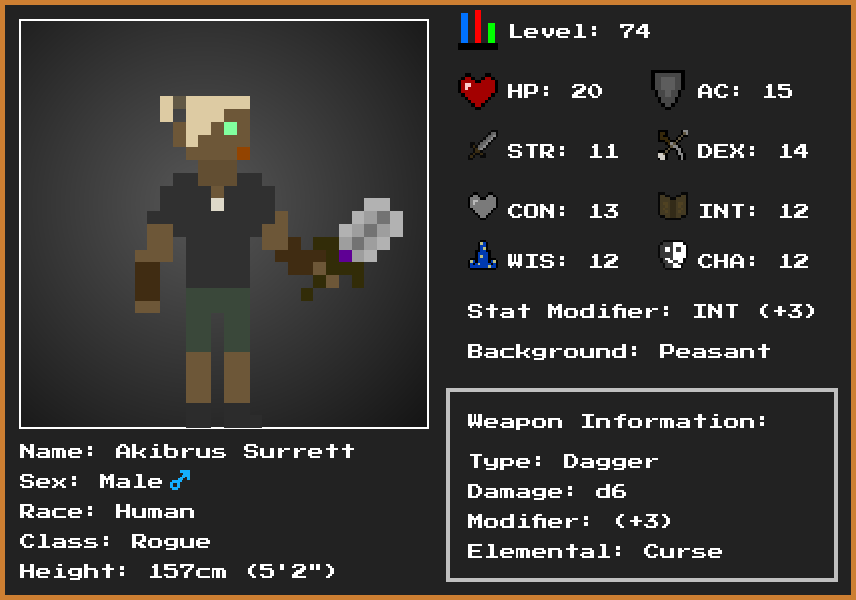 Level: 74
HP: 20 AC: 15
STR: 11 DEX: 14
CON: 13 INT: 12
WIS: 12 CHA: 12
Stat Modifier: INT (+3)
Background: Peasant
Weapon Information:
Type: Dagger
Damage: d6
Modifier: (+3)
Elemental: Curse
Name: Akibrus Surrett
Sex: Male♂
Race: Human
Class: Rogue
Height: 157cm (5'2")